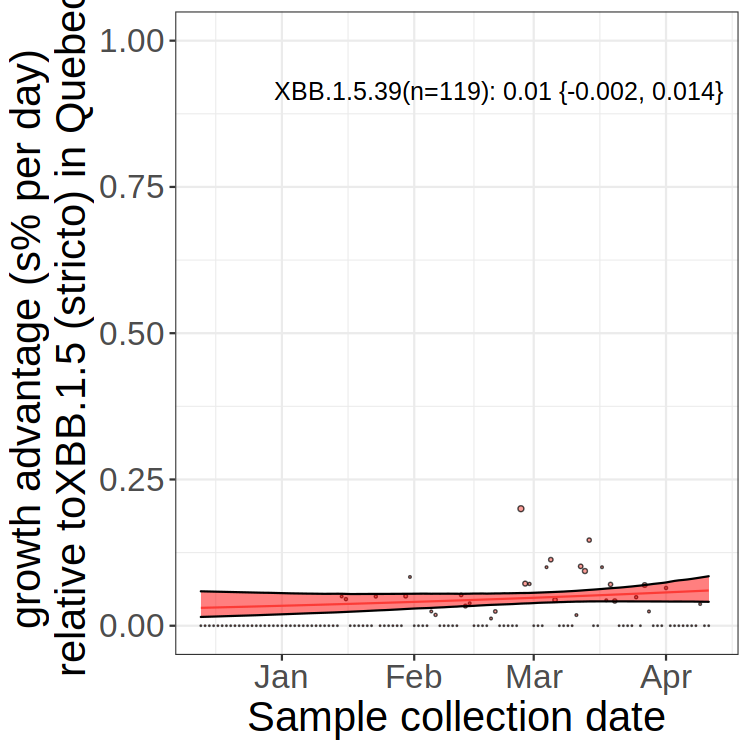 growth advantage (s% per day)
relative toXBB.1.5 (stricto) in Quebec
1.00
0.75
0.50
0.25
0.00
XBB.1.5.39(n=119): 0.01 {-0.002, 0.014}
Jan Feb Mar Apr
Sample collection date